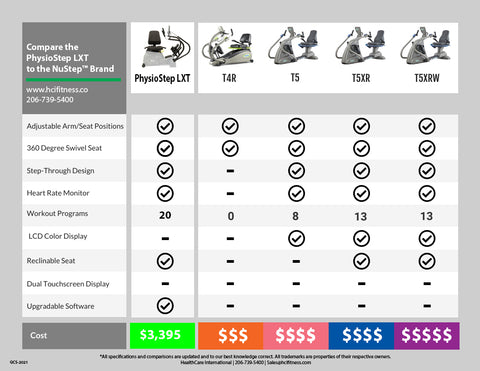 Compare the
PhysioStep LXT
to the NuStep™ Brand
www.hcifitness.co
206-739-5400
PhysioStep LXT T4R T5 T5XR T5XRW
Adjustable Arm/Seat Positions
360 Degree Swivel Seat
Step-Through Design -
Heart Rate Monitor -
Workout Programs 20 0 8 13 13
LCD Color Display - -
Reclinable Seat - -
Dual Touchscreen Display - - - - -
Upgradable Software - - - -
Cost $3,395 $$$ $$$$ $$$$ $$$$$
*All specifications and comparisons are updated and to our best knowledge correct. All trademarks are properties of their respective owners.
GCS-2021 HealthCare International | 206-739-5400 | Sales@hcifitness.com